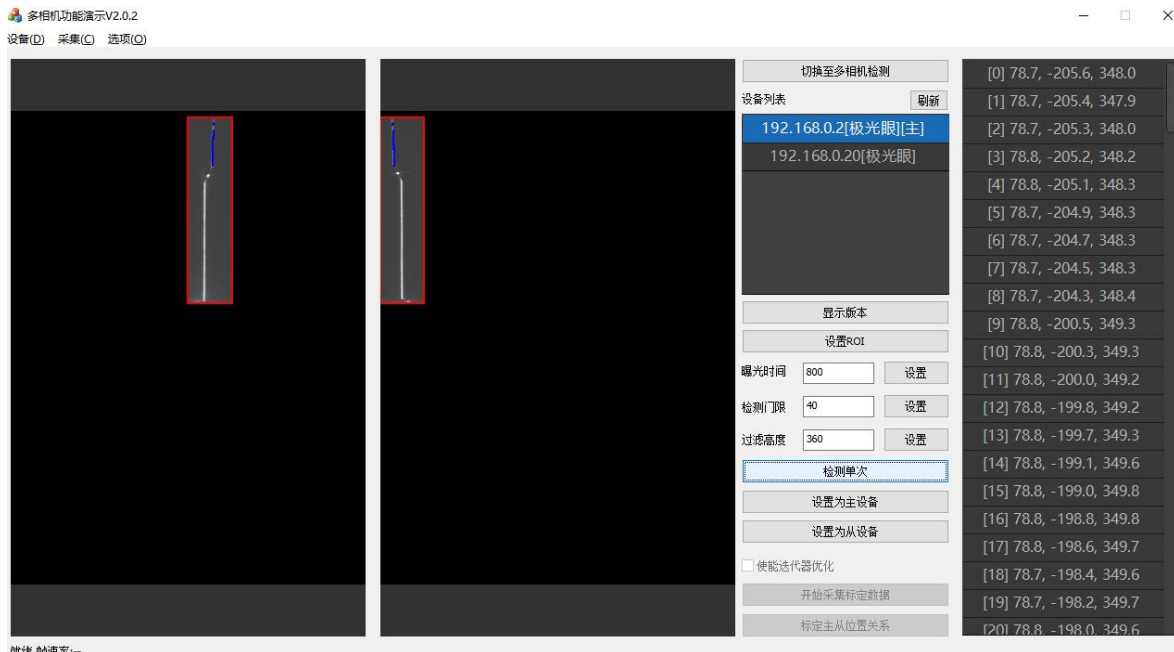 多相机功能演示V2.0.2
设备(D) 采集(C) 选项(O)
切换至多相机检测
设备列表 刷新
192.168.0.2[极光眼][主]
192.168.0.20[极光眼]
显示版本
设置ROI
曝光时间 800 设置
检测门限 40 设置
过滤高度 360 设置
检测单次
设置为主设备
设置为从设备
使能迭代器优化
开始采集标定数据
标定主从位置关系
[0] 78.7, -205.6, 348.0
[1] 78.7, -205.4, 347.9
[2] 78.7, -205.3, 348.0
[3] 78.8, -205.2, 348.2
[4] 78.8, -205.1, 348.3
[5] 78.7, -204.9, 348.3
[6] 78.7, -204.7, 348.3
[7] 78.7, -204.5, 348.3
[8] 78.7, -204.3, 348.4
[9] 78.8, -200.5, 349.3
[10] 78.8, -200.3, 349.3
[11] 78.8, -200.0, 349.2
[12] 78.8, -199.8, 349.2
[13] 78.8, -199.7, 349.3
[14] 78.8, -199.1, 349.6
[15] 78.8, -199.0, 349.8
[16] 78.8, -198.8, 349.8
[17] 78.8, -198.6, 349.7
[18] 78.7, -198.4, 349.6
[19] 78.7, -198.2, 349.7
[20] 78.8, -198.0, 349.6
就绪 帧速率:--